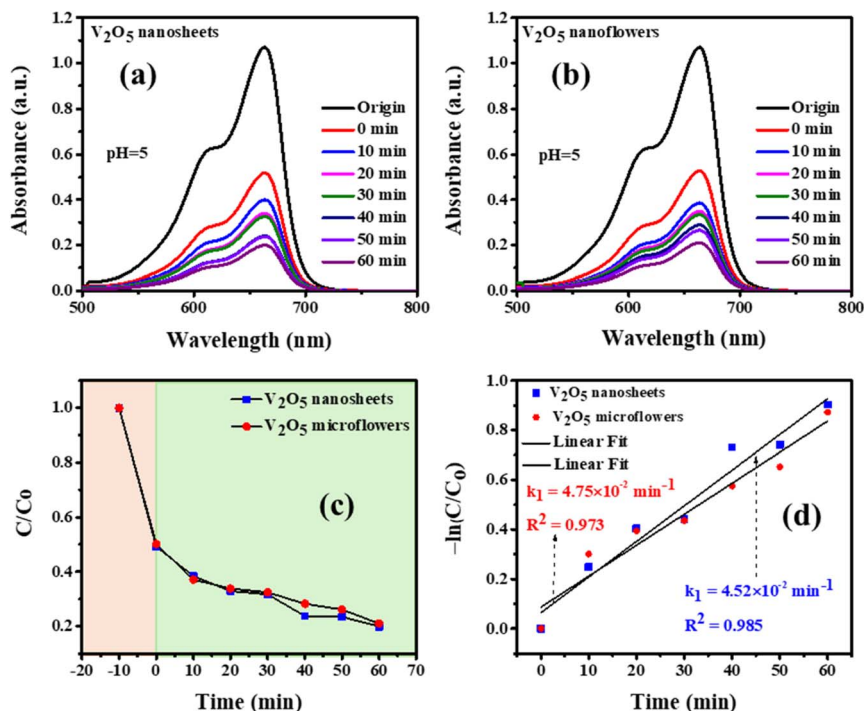 V₂O₅ nanosheets
(a)
pH=5
Origin
0 min
10 min
20 min
30 min
40 min
50 min
60 min
Absorbance (a.u.)
0.0
0.2
0.4
0.6
0.8
1.0
1.2
500 600 700 800
Wavelength (nm)
V₂O₅ nanoflowers
(b)
pH=5
Origin
0 min
10 min
20 min
30 min
40 min
50 min
60 min
Absorbance (a.u.)
0.0
0.2
0.4
0.6
0.8
1.0
1.2
500 600 700 800
Wavelength (nm)
V₂O₅ nanosheets
V₂O₅ microflowers
(c)
C/Co
0.2
0.4
0.6
0.8
1.0
-20 -10 0 10 20 30 40 50 60 70
Time (min)
V₂O₅ nanosheets
V₂O₅ microflowers
Linear Fit
Linear Fit
k₁ = 4.75×10⁻² min⁻¹
R² = 0.973
(d)
k₁ = 4.52×10⁻² min⁻¹
R² = 0.985
–ln(C/C₀)
0.0
0.2
0.4
0.6
0.8
1.0
0 10 20 30 40 50 60
Time (min)